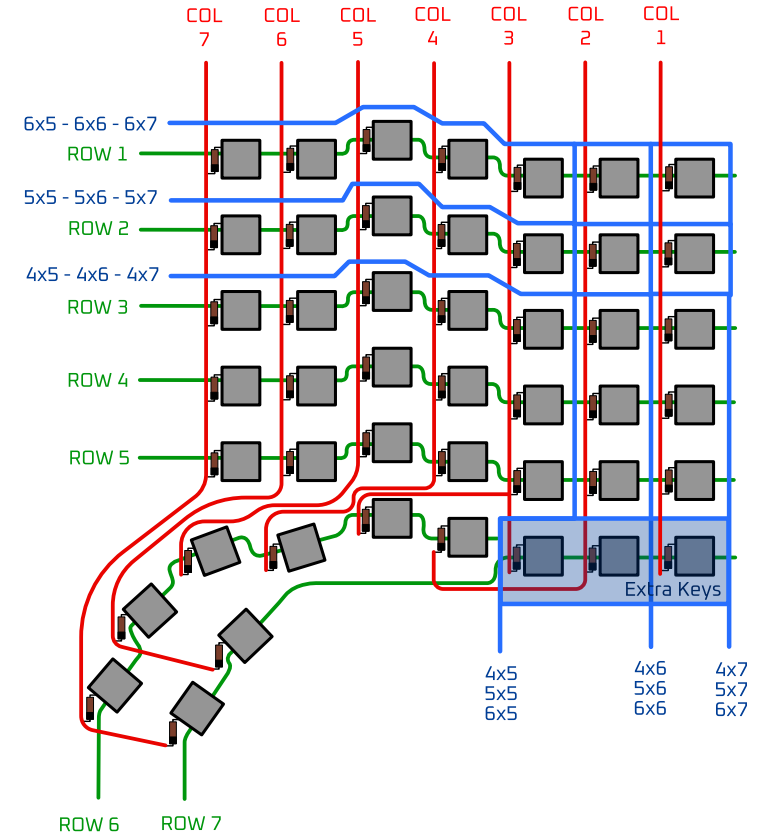 COL COL COL COL COL COL COL
7 6 5 4 3 2 1
6x5 - 6x6 - 6x7
ROW 1
5x5 - 5x6 - 5x7
ROW 2
4x5 - 4x6 - 4x7
ROW 3
ROW 4
ROW 5
Extra Keys
4x5 4x6 4x7
5x5 5x6 5x7
6x5 6x6 6x7
ROW 6 ROW 7